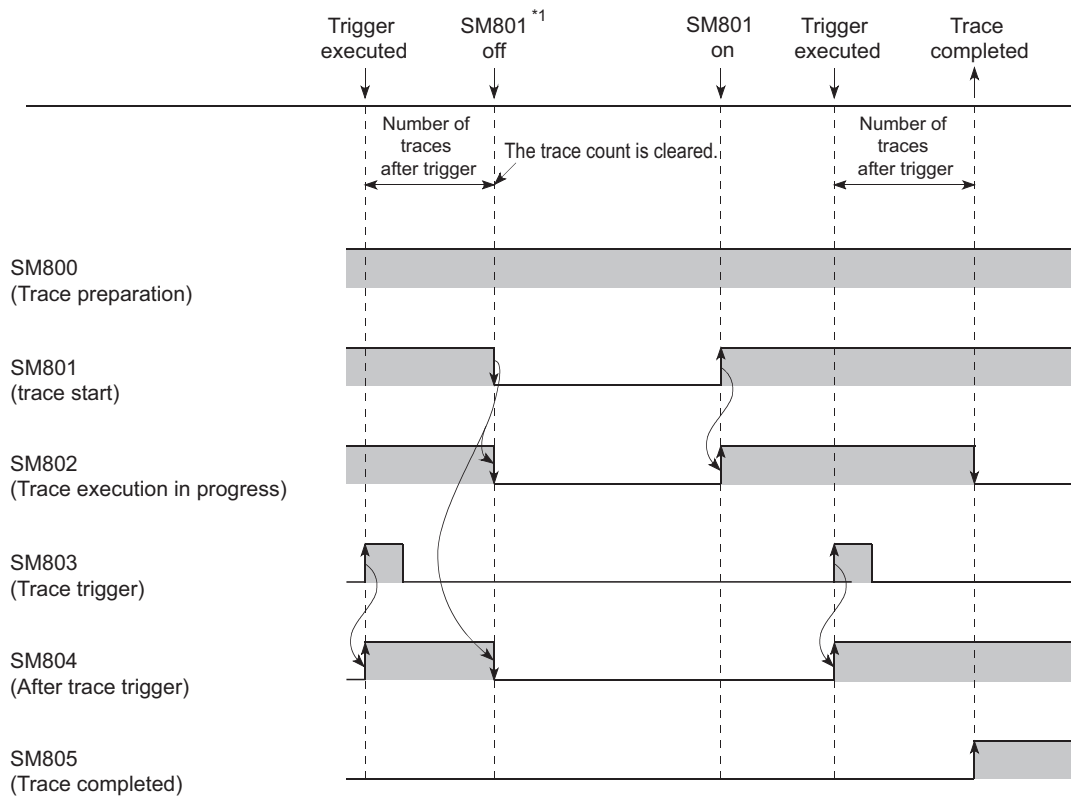 Trigger
executed
SM801 *1
off
SM801
on
Trigger
executed
Trace
completed
Number of
traces
after trigger
The trace count is cleared.
Number of
traces
after trigger
SM800
(Trace preparation)
SM801
(trace start)
SM802
(Trace execution in progress)
SM803
(Trace trigger)
SM804
(After trace trigger)
SM805
(Trace completed)